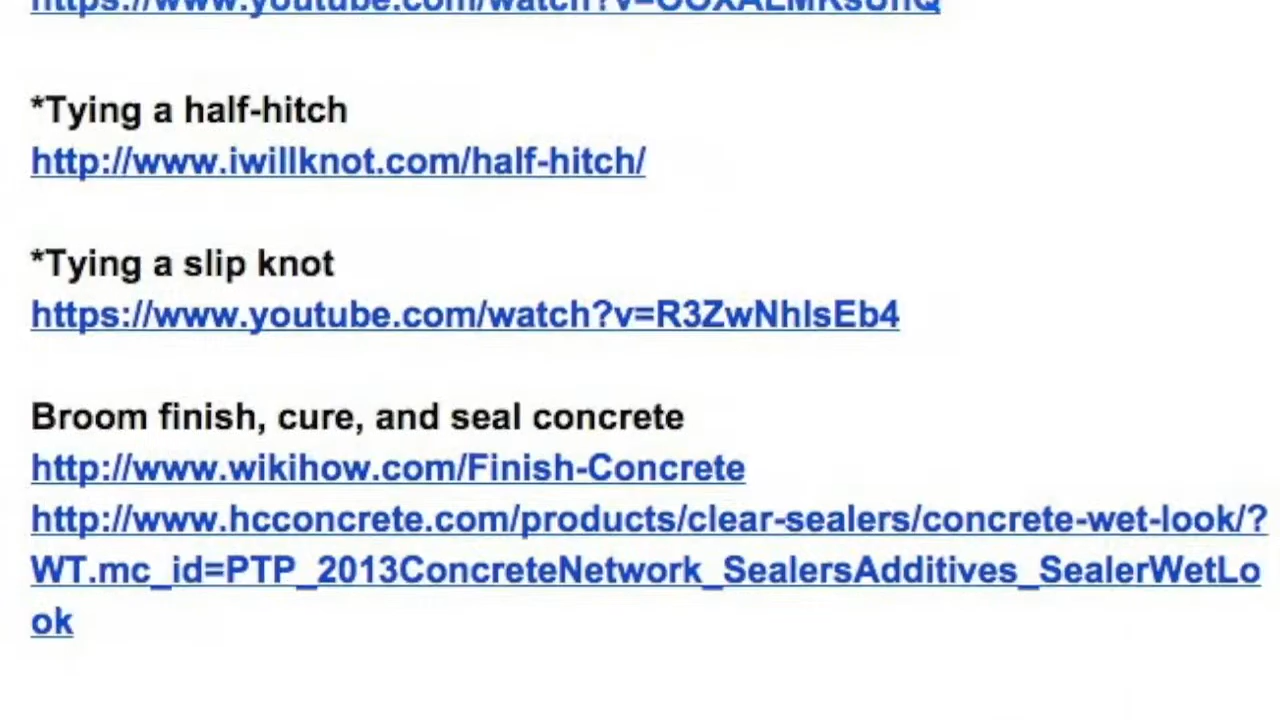 *Tying a half-hitch
http://www.iwillknot.com/half-hitch/
*Tying a slip knot
https://www.youtube.com/watch?v=R3ZwNhlsEb4
Broom finish, cure, and seal concrete
http://www.wikihow.com/Finish-Concrete
http://www.hcconcrete.com/products/clear-sealers/concrete-wet-look/?
WT.mc_id=PTP_2013ConcreteNetwork_SealersAdditives_SealerWetLo
ok